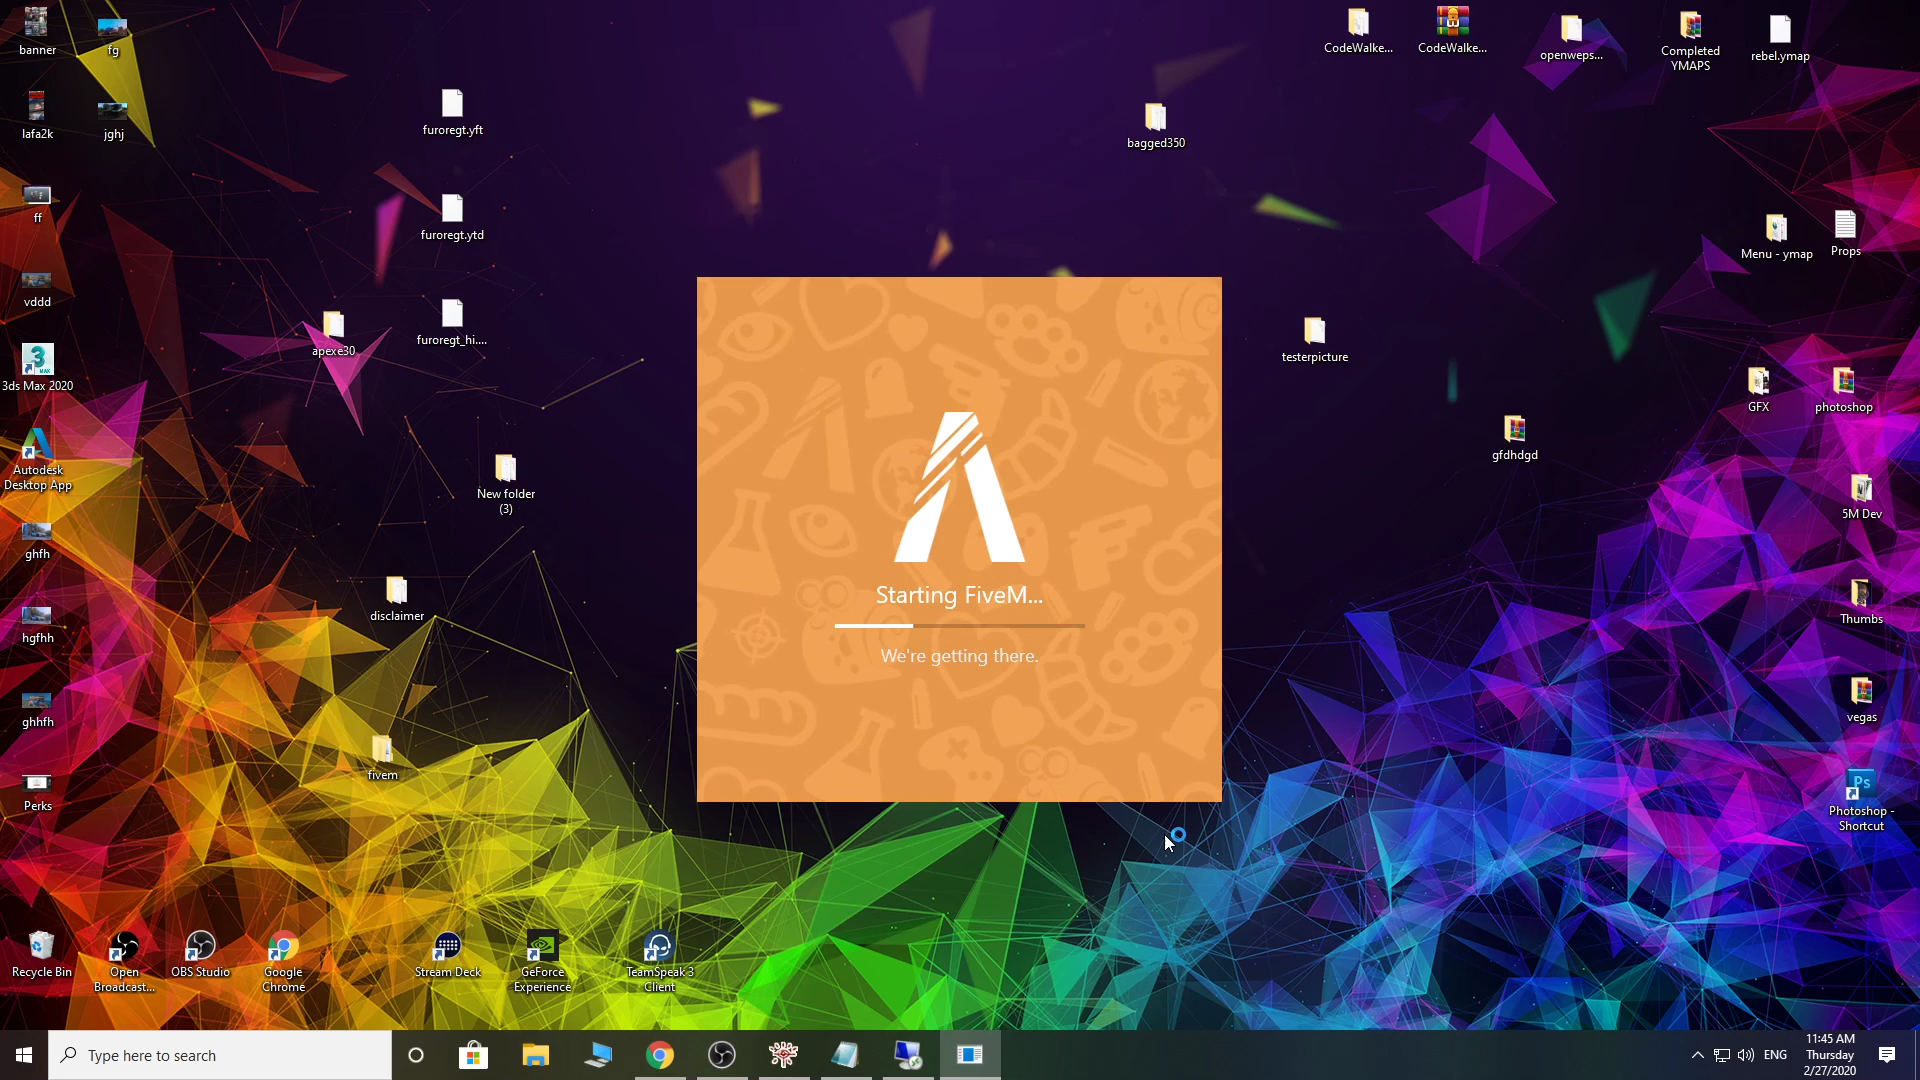 banner
fg
CodeWalke...
CodeWalke...
openweps...
Completed
YMAPS
rebel.ymap
lafa2k
jghj
furoregt.yft
bagged350
ff
furoregt.ytd
Menu - ymap
Props
vddd
apexe30
furoregt_hi....
testerpicture
3ds Max 2020
GFX
photoshop
Autodesk
Desktop App
New folder
(3)
gfdhdgd
5M Dev
ghfh
Starting FiveM...
We're getting there.
disclaimer
Thumbs
hgfhh
ghhfh
vegas
fivem
Perks
Ps
Photoshop -
Shortcut
Recycle Bin
Open
Broadcast...
OBS Studio
Google
Chrome
Stream Deck
GeForce
Experience
TeamSpeak 3
Client
Type here to search
ENG
11:45 AM
Thursday
2/27/2020